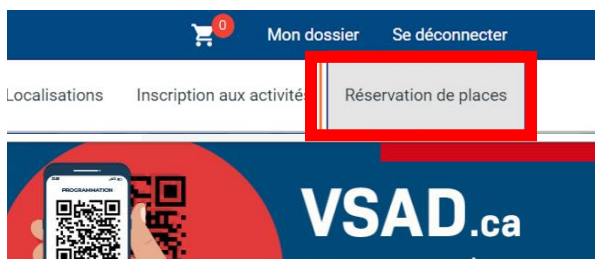 0
Mon dossier Se déconnecter
Localisations Inscription aux activités Réservation de places
PROGRAMMATION
VSAD.ca